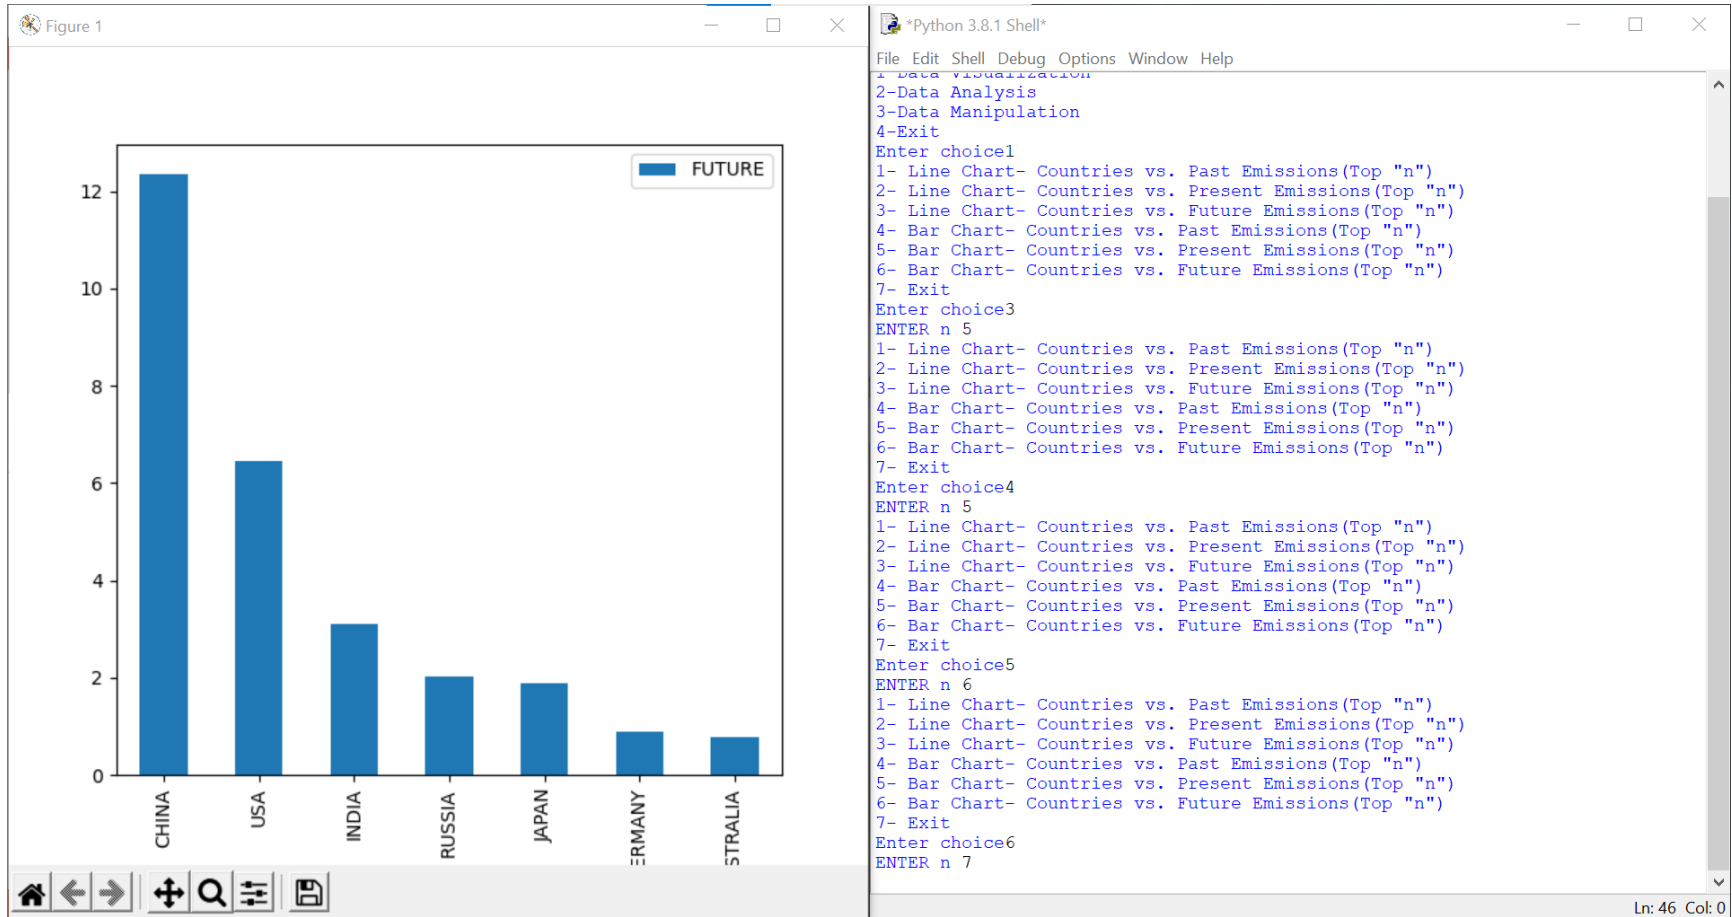 Figure 1
FUTURE
12
10
8
6
4
2
0
CHINA
USA
INDIA
RUSSIA
JAPAN
ERMANY
STRALIA
*Python 3.8.1 Shell*
File Edit Shell Debug Options Window Help
1-Data Visualization
2-Data Analysis
3-Data Manipulation
4-Exit
Enter choice1
1- Line Chart- Countries vs. Past Emissions(Top "n")
2- Line Chart- Countries vs. Present Emissions(Top "n")
3- Line Chart- Countries vs. Future Emissions(Top "n")
4- Bar Chart- Countries vs. Past Emissions(Top "n")
5- Bar Chart- Countries vs. Present Emissions(Top "n")
6- Bar Chart- Countries vs. Future Emissions(Top "n")
7- Exit
Enter choice3
ENTER n 5
1- Line Chart- Countries vs. Past Emissions(Top "n")
2- Line Chart- Countries vs. Present Emissions(Top "n")
3- Line Chart- Countries vs. Future Emissions(Top "n")
4- Bar Chart- Countries vs. Past Emissions(Top "n")
5- Bar Chart- Countries vs. Present Emissions(Top "n")
6- Bar Chart- Countries vs. Future Emissions(Top "n")
7- Exit
Enter choice4
ENTER n 5
1- Line Chart- Countries vs. Past Emissions(Top "n")
2- Line Chart- Countries vs. Present Emissions(Top "n")
3- Line Chart- Countries vs. Future Emissions(Top "n")
4- Bar Chart- Countries vs. Past Emissions(Top "n")
5- Bar Chart- Countries vs. Present Emissions(Top "n")
6- Bar Chart- Countries vs. Future Emissions(Top "n")
7- Exit
Enter choice5
ENTER n 6
1- Line Chart- Countries vs. Past Emissions(Top "n")
2- Line Chart- Countries vs. Present Emissions(Top "n")
3- Line Chart- Countries vs. Future Emissions(Top "n")
4- Bar Chart- Countries vs. Past Emissions(Top "n")
5- Bar Chart- Countries vs. Present Emissions(Top "n")
6- Bar Chart- Countries vs. Future Emissions(Top "n")
7- Exit
Enter choice6
ENTER n 7
Ln: 46 Col: 0